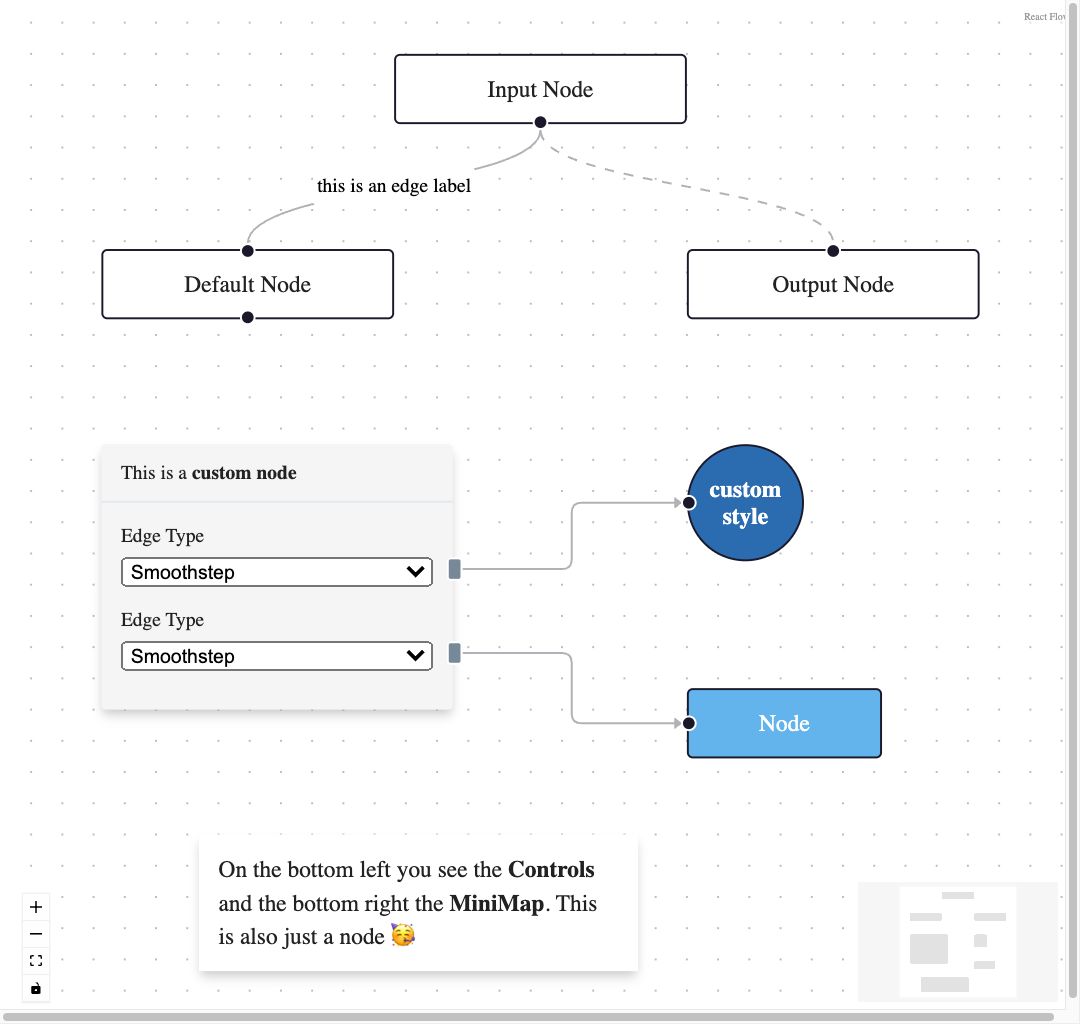 React Flow
Input Node
this is an edge label
Default Node
Output Node
This is a custom node
Edge Type
Smoothstep
Edge Type
Smoothstep
custom
style
Node
On the bottom left you see the Controls
and the bottom right the MiniMap. This
is also just a node 🥳